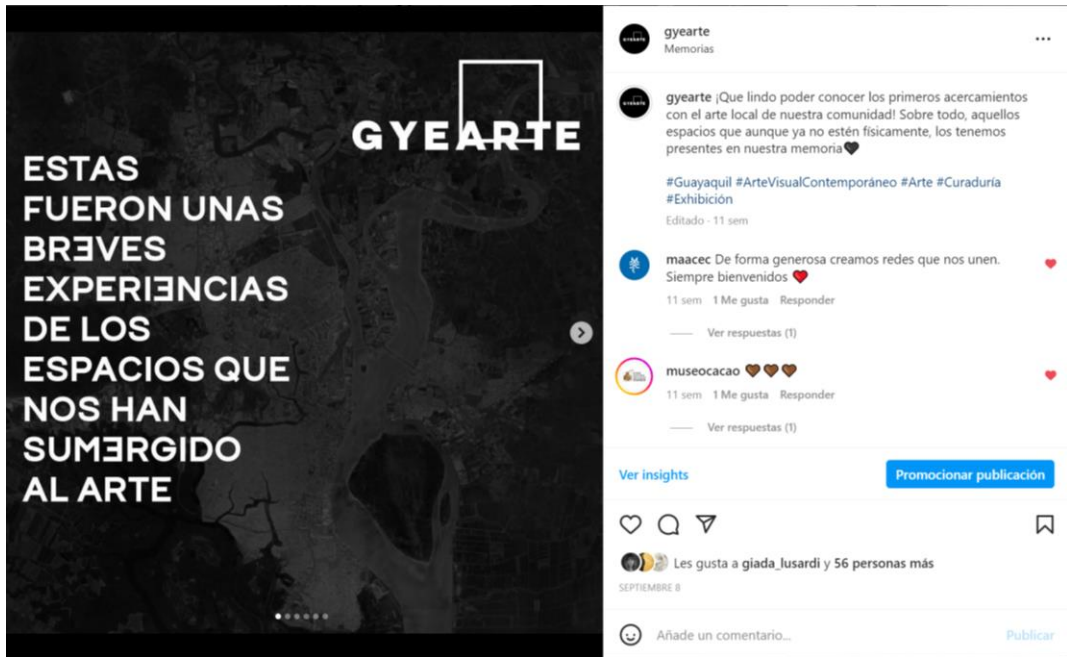 GYEARTE
ESTAS
FUERON UNAS
BRƎVES
EXPERIƎNCIAS
DE LOS
ESPACIOS QUE
NOS HAN
SUMƎRGIDO
AL ARTE
gyearte
Memorias
gyearte ¡Que lindo poder conocer los primeros acercamientos
con el arte local de nuestra comunidad! Sobre todo, aquellos
espacios que aunque ya no estén físicamente, los tenemos
presentes en nuestra memoria🖤
#Guayaquil #ArteVisualContemporáneo #Arte #Curaduría
#Exhibición
Editado · 11 sem
maacec De forma generosa creamos redes que nos unen.
Siempre bienvenidos ❤️
11 sem 1 Me gusta Responder
Ver respuestas (1)
museocacao 🤎🤎🤎
11 sem 1 Me gusta Responder
Ver respuestas (1)
Ver insights
Promocionar publicación
Les gusta a giada_lusardi y 56 personas más
SEPTIEMBRE 8
Añade un comentario...
Publicar